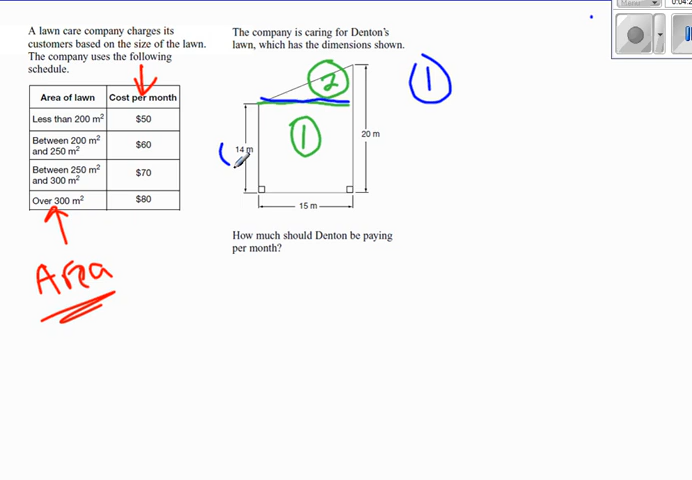 A lawn care company charges its
customers based on the size of the lawn.
The company uses the following
schedule.
Area of lawn Cost per month
Less than 200 m² $50
Between 200 m²
and 250 m² $60
Between 250 m²
and 300 m² $70
Over 300 m² $80
Area
The company is caring for Denton's
lawn, which has the dimensions shown.
2
1
14 m
20 m
15 m
How much should Denton be paying
per month?
1